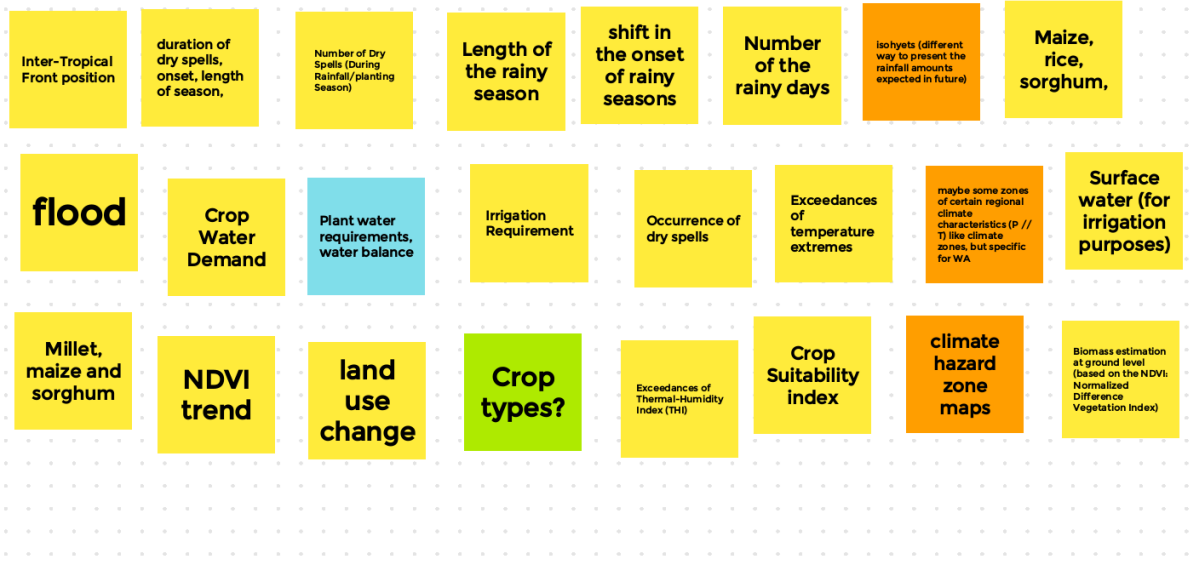 Inter-Tropical
Front position
duration of
dry spells,
onset, length
of season,
Number of Dry
Spells (During
Rainfall/planting
Season)
Length of
the rainy
season
shift in
the onset
of rainy
seasons
Number
of the
rainy days
isohyets (different
way to present the
rainfall amounts
expected in future)
Maize,
rice,
sorghum,
flood
Crop
Water
Demand
Plant water
requirements,
water balance
Irrigation
Requirement
Occurrence of
dry spells
Exceedances
of
temperature
extremes
maybe some zones
of certain regional
climate
characteristics (P //
T) like climate
zones, but specific
for WA
Surface
water (for
irrigation
purposes)
Millet,
maize and
sorghum
NDVI
trend
land
use
change
Crop
types?
Exceedances of
Thermal-Humidity
Index (THI)
Crop
Suitability
index
climate
hazard
zone
maps
Biomass estimation
at ground level
(based on the NDVI:
Normalized
Difference
Vegetation Index)